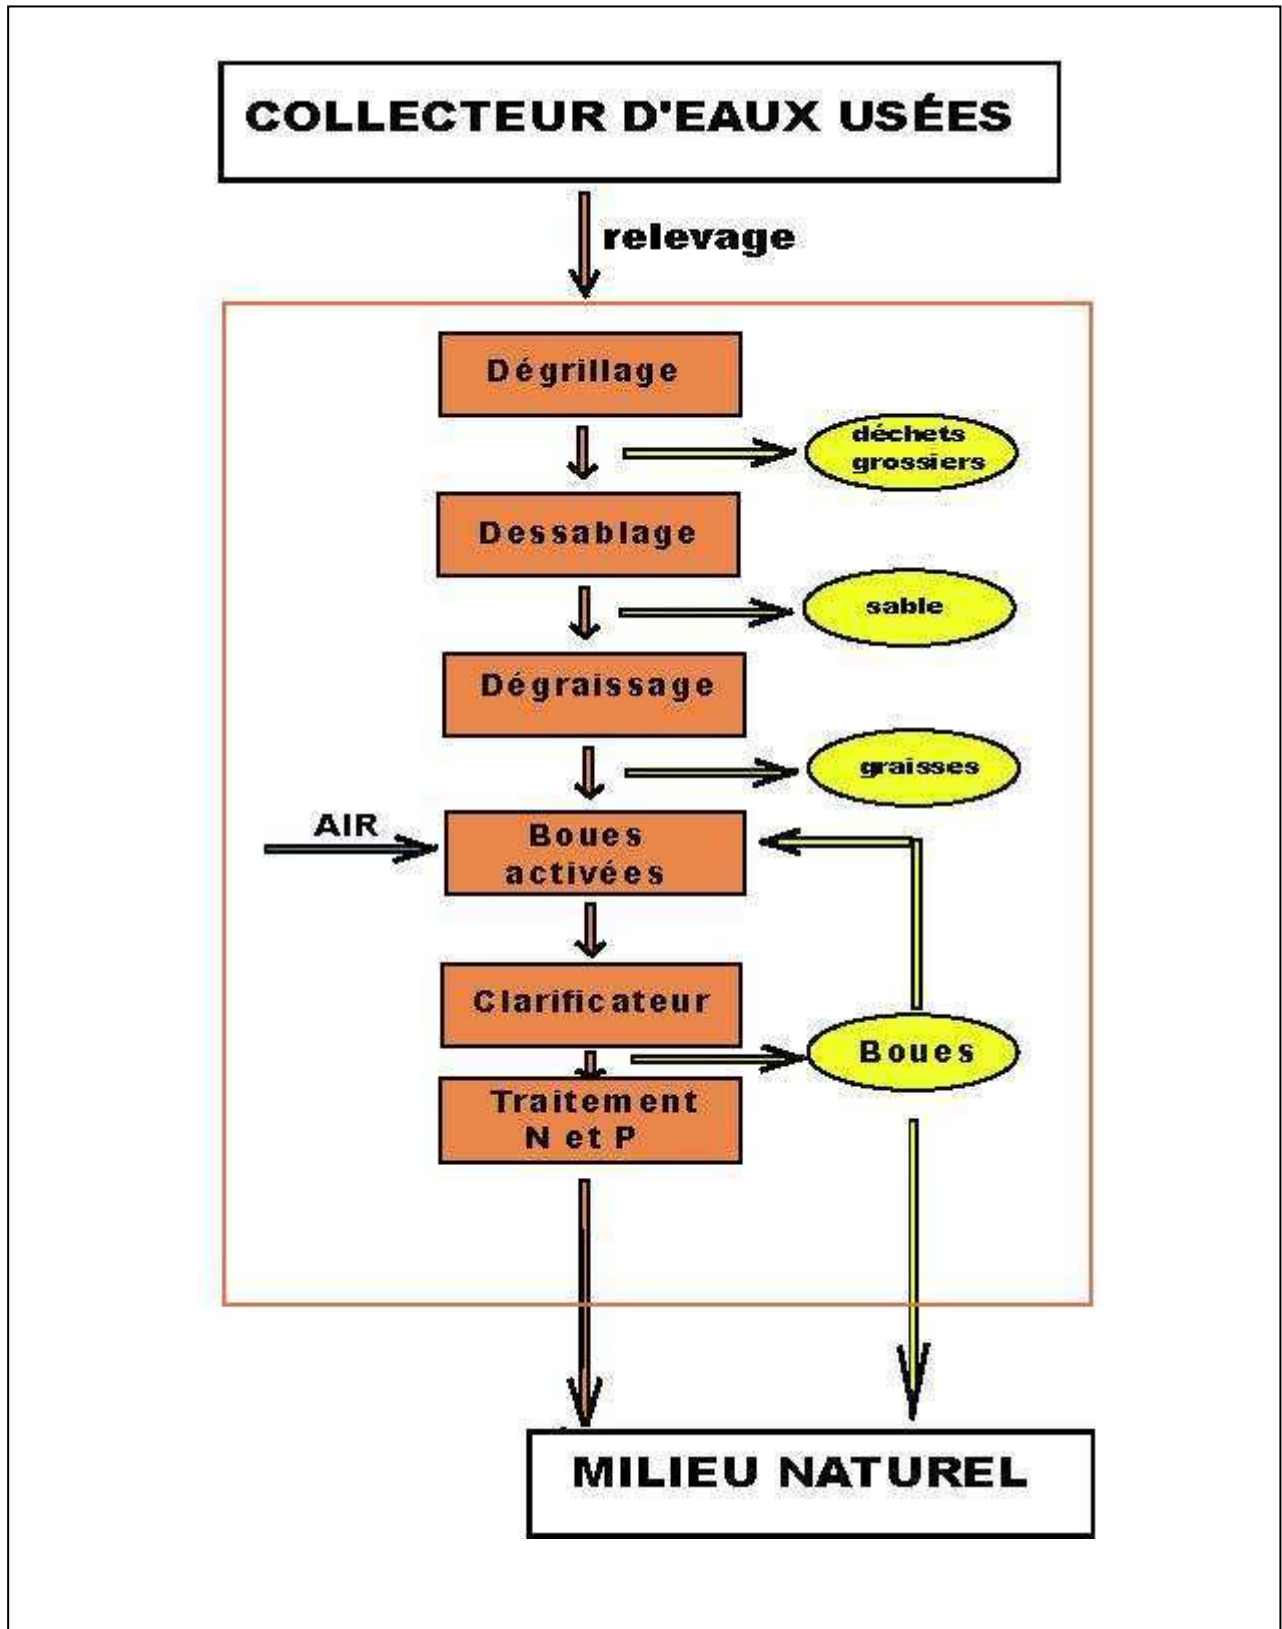 COLLECTEUR D'EAUX USÉES
relevage
Dégrillage
déchets
grossiers
Dessablage
sable
Dégraissage
graisses
AIR
Boues
activées
Clarificateur
Boues
Traitement
N et P
MILIEU NATUREL